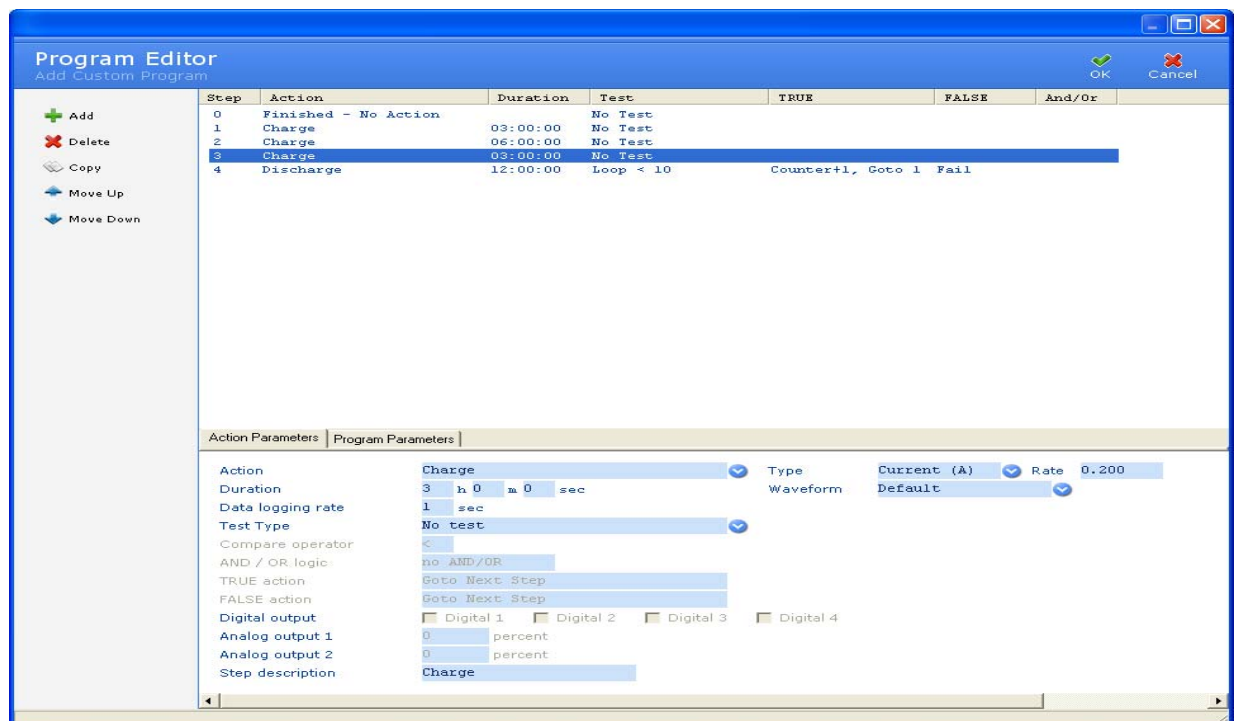 Program Editor
Add Custom Program
OK Cancel
Add
Delete
Copy
Move Up
Move Down
Step Action Duration Test TRUE FALSE And/Or
0 Finished - No Action No Test
1 Charge 03:00:00 No Test
2 Charge 06:00:00 No Test
3 Charge 03:00:00 No Test
4 Discharge 12:00:00 Loop < 10 Counter+1, Goto 1 Fail
Action Parameters Program Parameters
Action Charge Type Current (A) Rate 0.200
Duration 3 h 0 m 0 sec Waveform Default
Data logging rate 1 sec
Test Type No test
Compare operator <
AND / OR logic no AND/OR
TRUE action Goto Next Step
FALSE action Goto Next Step
Digital output Digital 1 Digital 2 Digital 3 Digital 4
Analog output 1 0 percent
Analog output 2 0 percent
Step description Charge